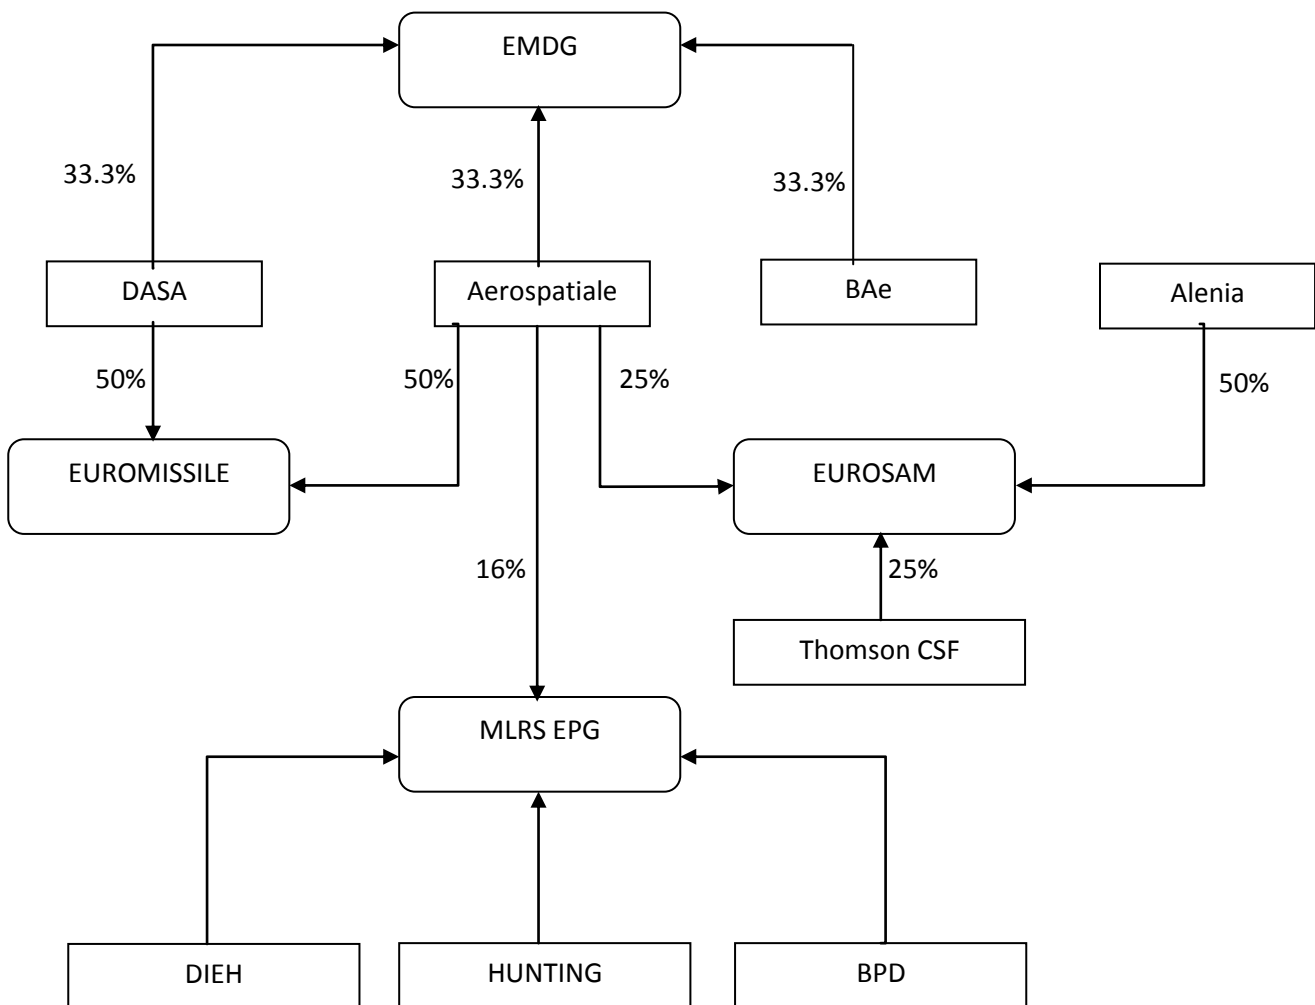 EMDG
33.3%
33.3%
33.3%
DASA
Aerospatiale
BAe
Alenia
50%
50%
25%
50%
EUROMISSILE
EUROSAM
16%
25%
Thomson CSF
MLRS EPG
DIEH
HUNTING
BPD